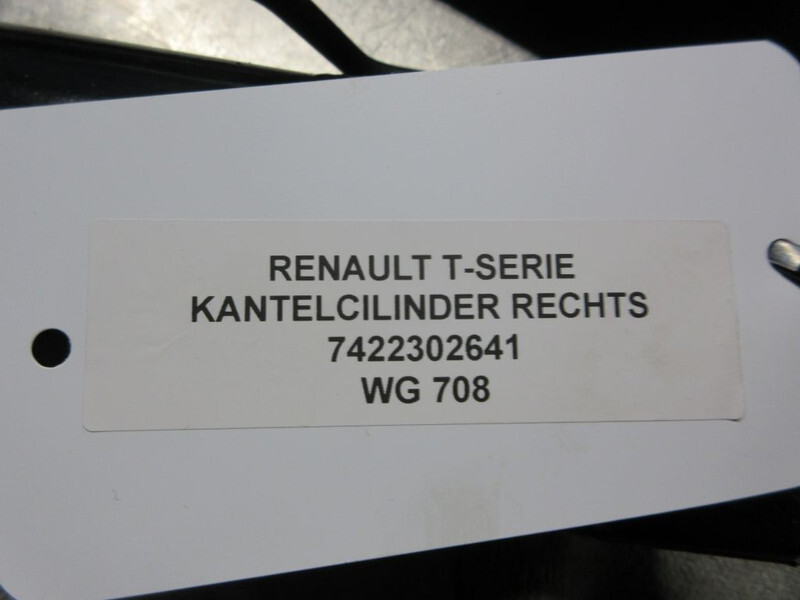 RENAULT T-SERIE
KANTELCILINDER RECHTS
7422302641
WG 708